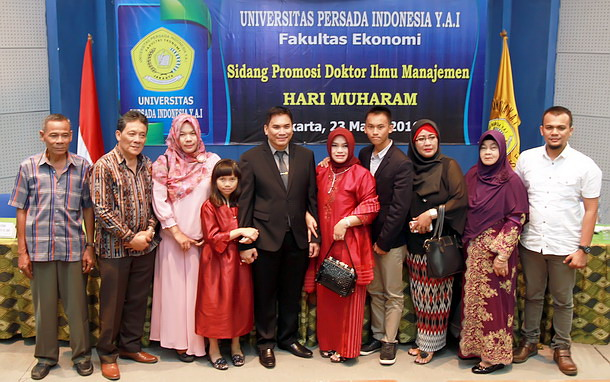 UNIVERSITAS PERSADA INDONESIA Y.A.I
Fakultas Ekonomi
Sidang Promosi Doktor Ilmu Manajemen
HARI MUHARAM
UNIVERSITAS
PERSADA INDONESIA Y.A.I